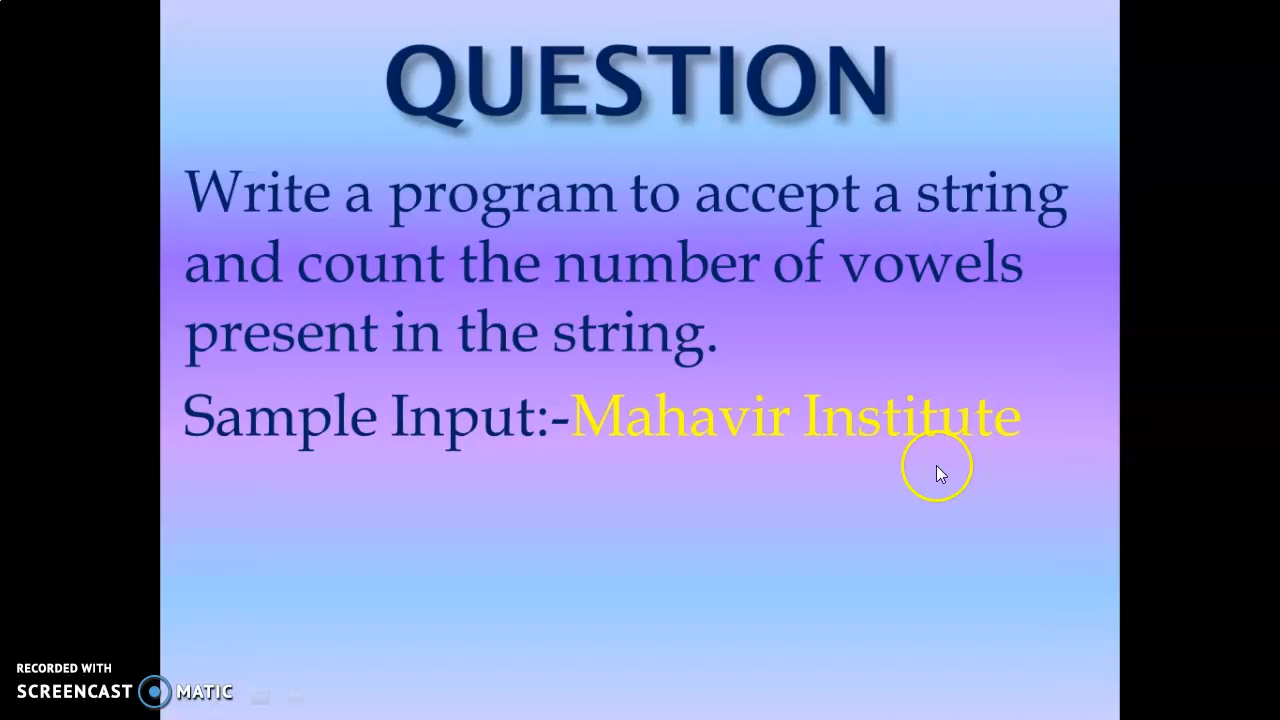 QUESTION
Write a program to accept a string
and count the number of vowels
present in the string.
Sample Input:-Mahavir Institute
RECORDED WITH
SCREENCAST MATIC